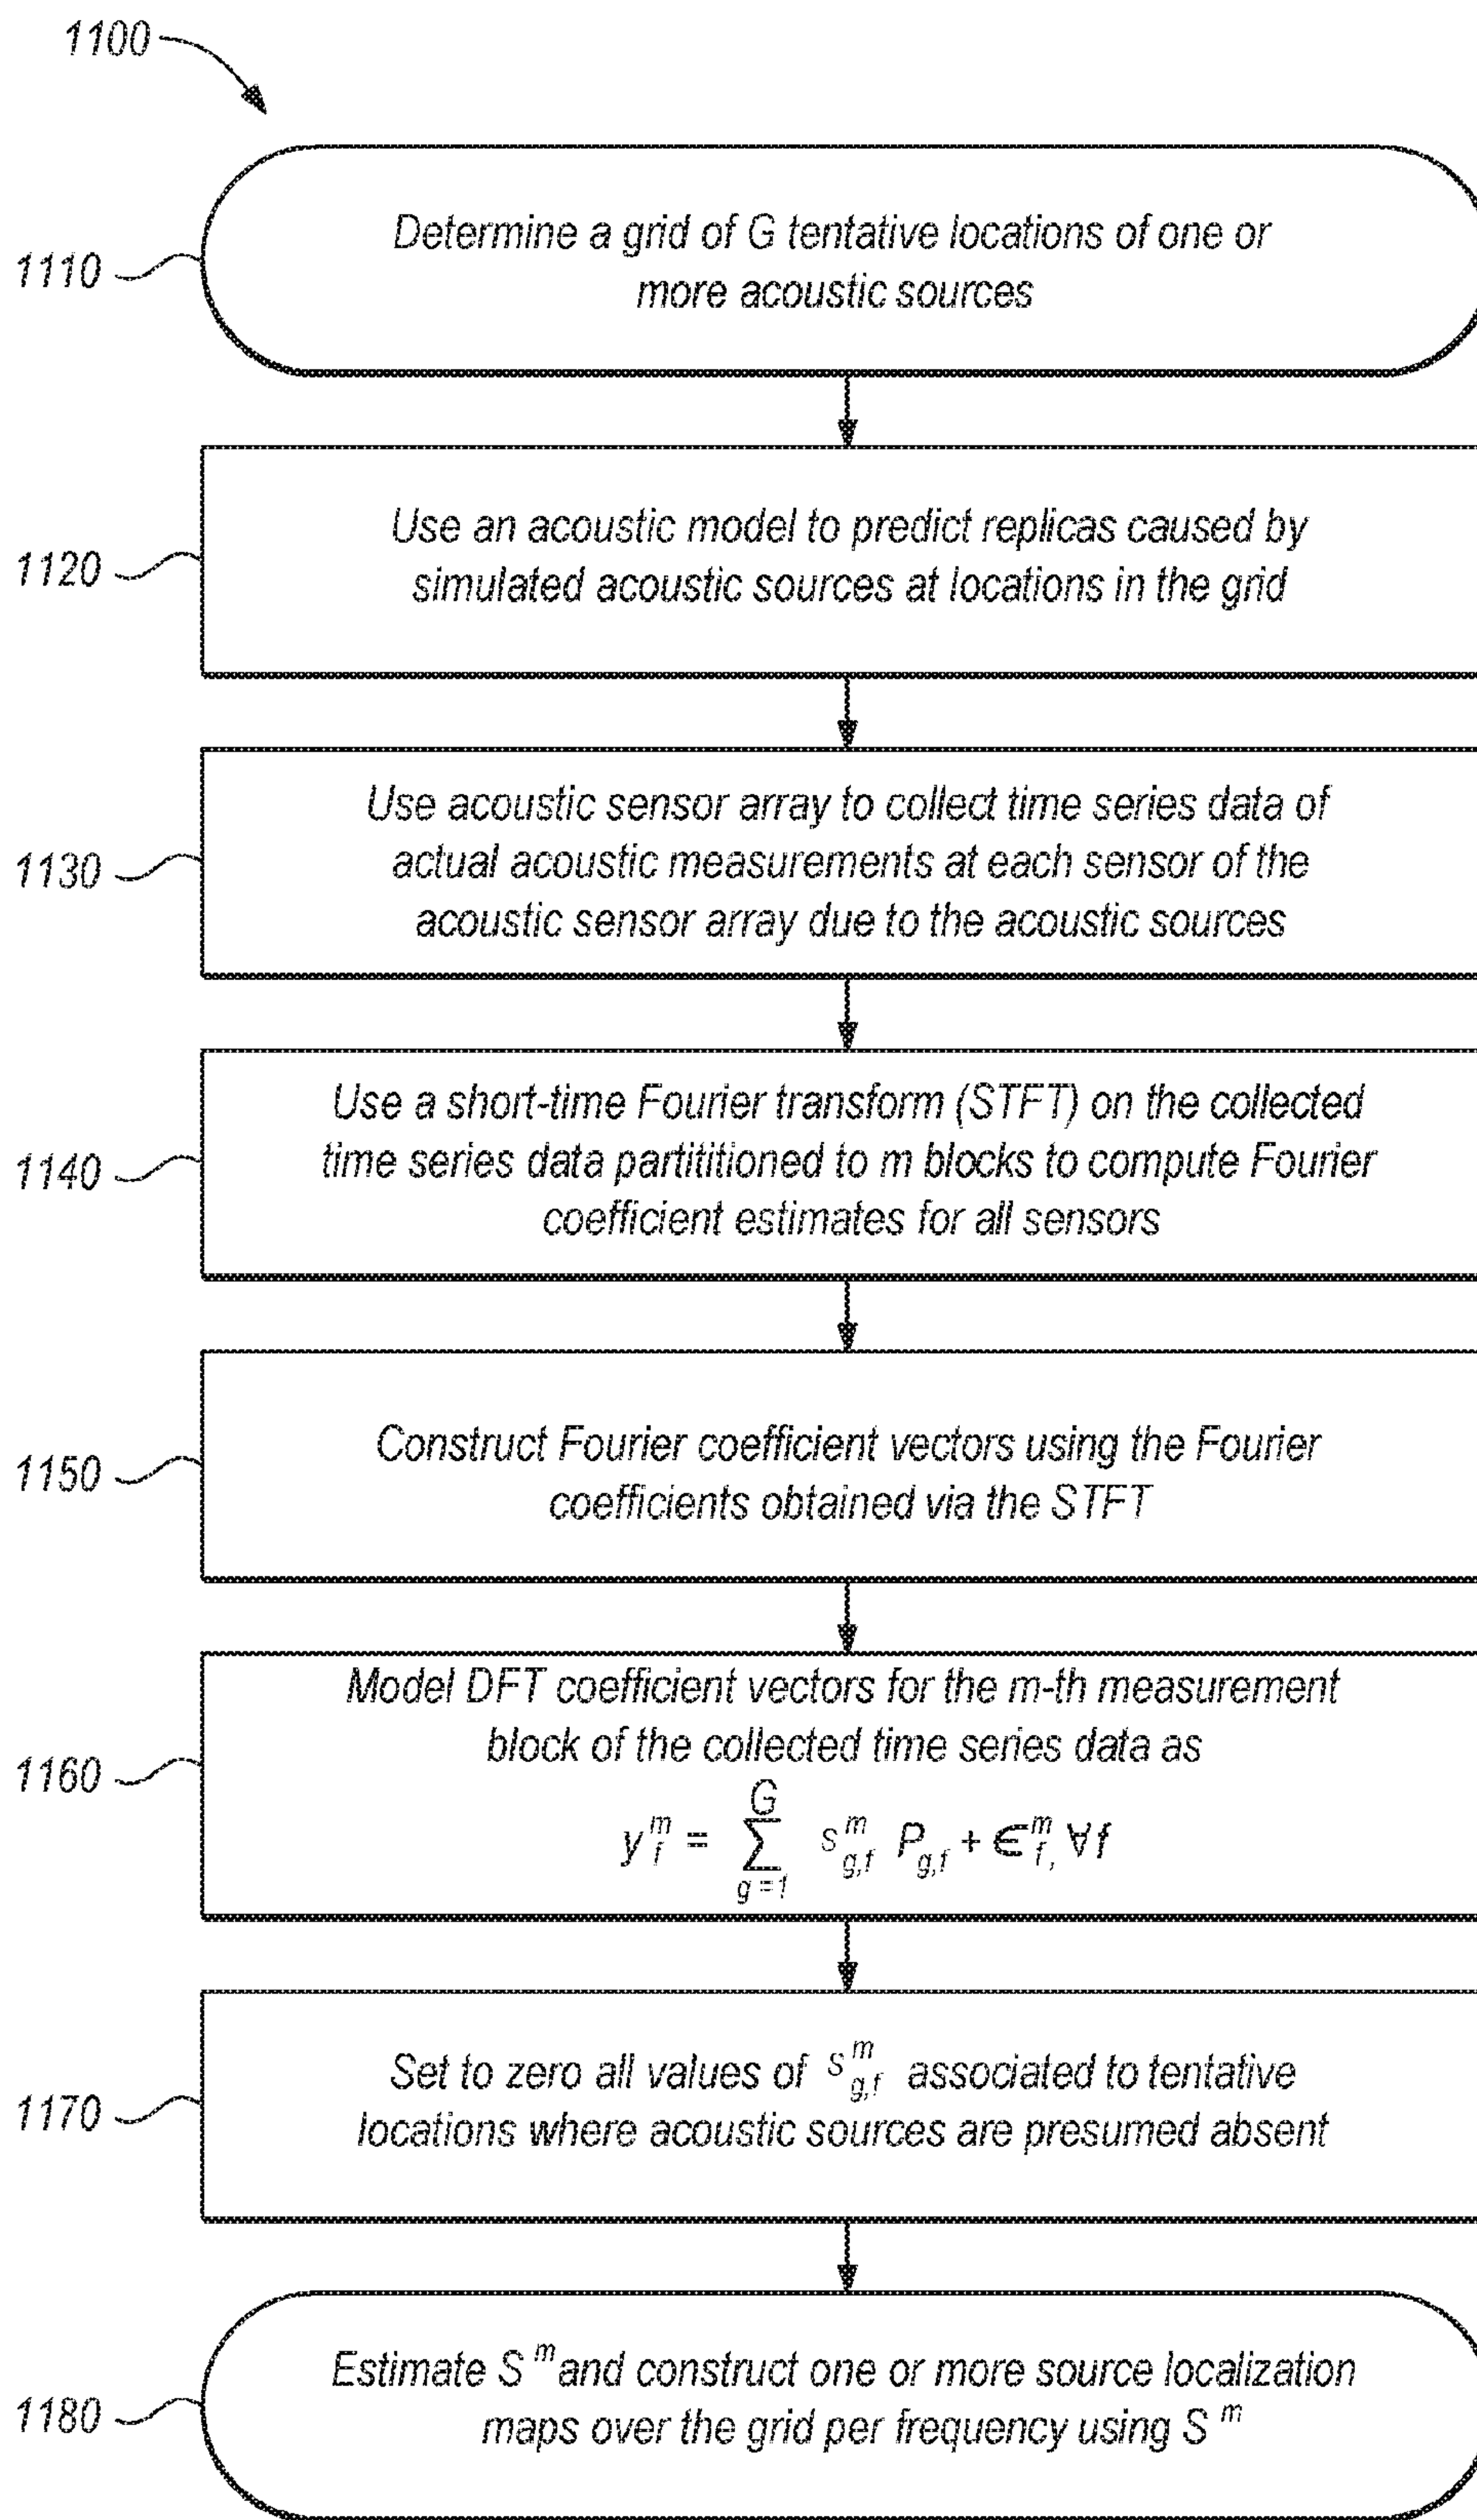 1100
1110
Determine a grid of G tentative locations of one or
more acoustic sources
1120
Use an acoustic model to predict replicas caused by
simulated acoustic sources at locations in the grid
1130
Use acoustic sensor array to collect time series data of
actual acoustic measurements at each sensor of the
acoustic sensor array due to the acoustic sources
1140
Use a short-time Fourier transform (STFT) on the collected
time series data partititioned to m blocks to compute Fourier
coefficient estimates for all sensors
1150
Construct Fourier coefficient vectors using the Fourier
coefficients obtained via the STFT
1160
Model DFT coefficient vectors for the m-th measurement
block of the collected time series data as
y_f^m = ∑_{g=1}^G s_{g,f}^m P_{g,f} + ϵ_{f,}^m ∀f
1170
Set to zero all values of s_{g,f}^m associated to tentative
locations where acoustic sources are presumed absent
1180
Estimate S^m and construct one or more source localization
maps over the grid per frequency using S^m